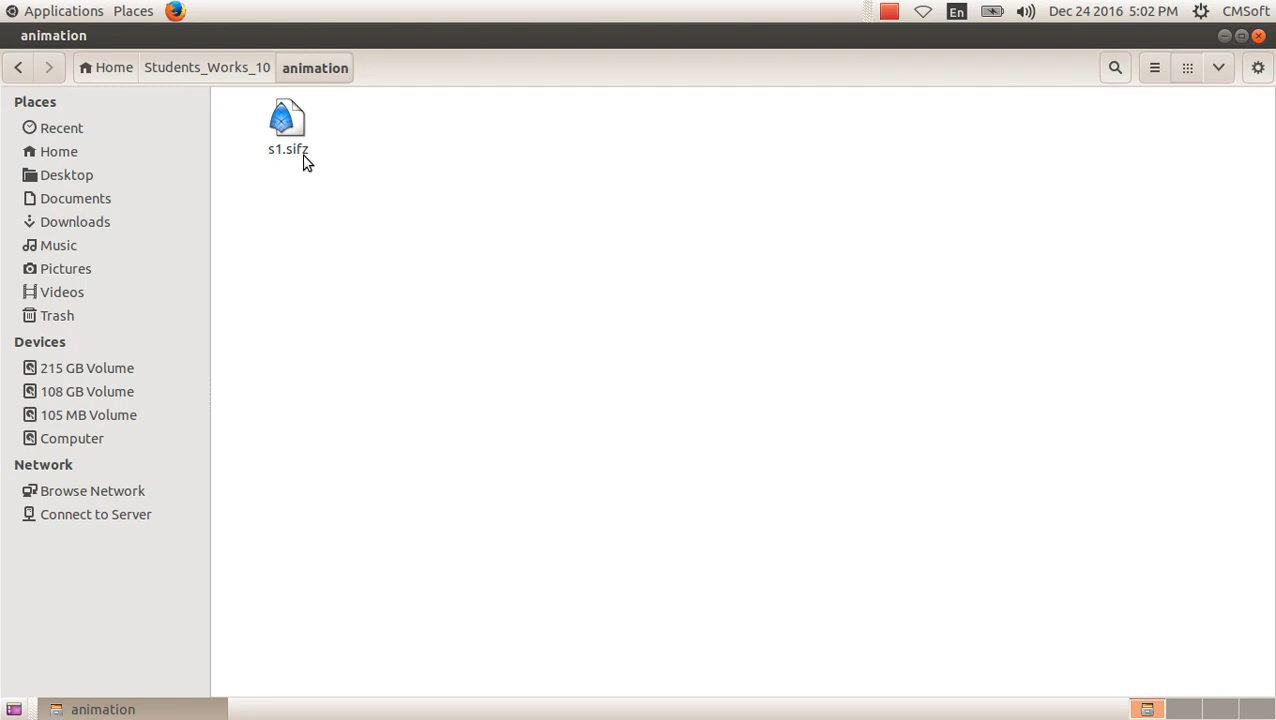 Applications Places En Dec 24 2016 5:02 PM CMSoft
animation
Home Students_Works_10 animation
Places
Recent
Home
Desktop
Documents
Downloads
Music
Pictures
Videos
Trash
Devices
215 GB Volume
108 GB Volume
105 MB Volume
Computer
Network
Browse Network
Connect to Server
s1.sifz
animation